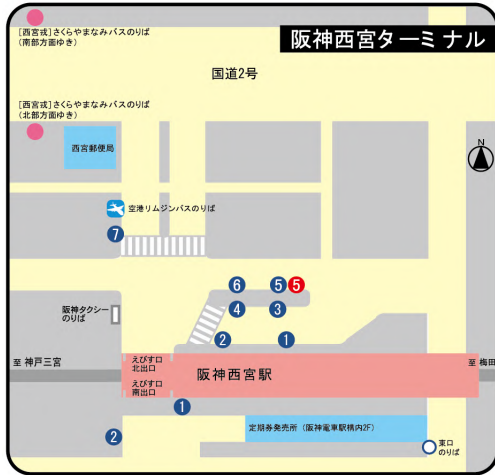 [西宮戎]さくらやまなみバスのりば
(南部方面ゆき)
阪神西宮ターミナル
国道2号
[西宮戎]さくらやまなみバスのりば
(北部方面ゆき)
西宮郵便局
N
空港リムジンバスのりば
7
6
5
5
4
3
阪神タクシー
のりば
2
1
至 神戸三宮
えびす口
北出口
阪神西宮駅
至 梅田
えびす口
南出口
1
2
定期券発売所(阪神電車駅構内2F)
東口
のりば